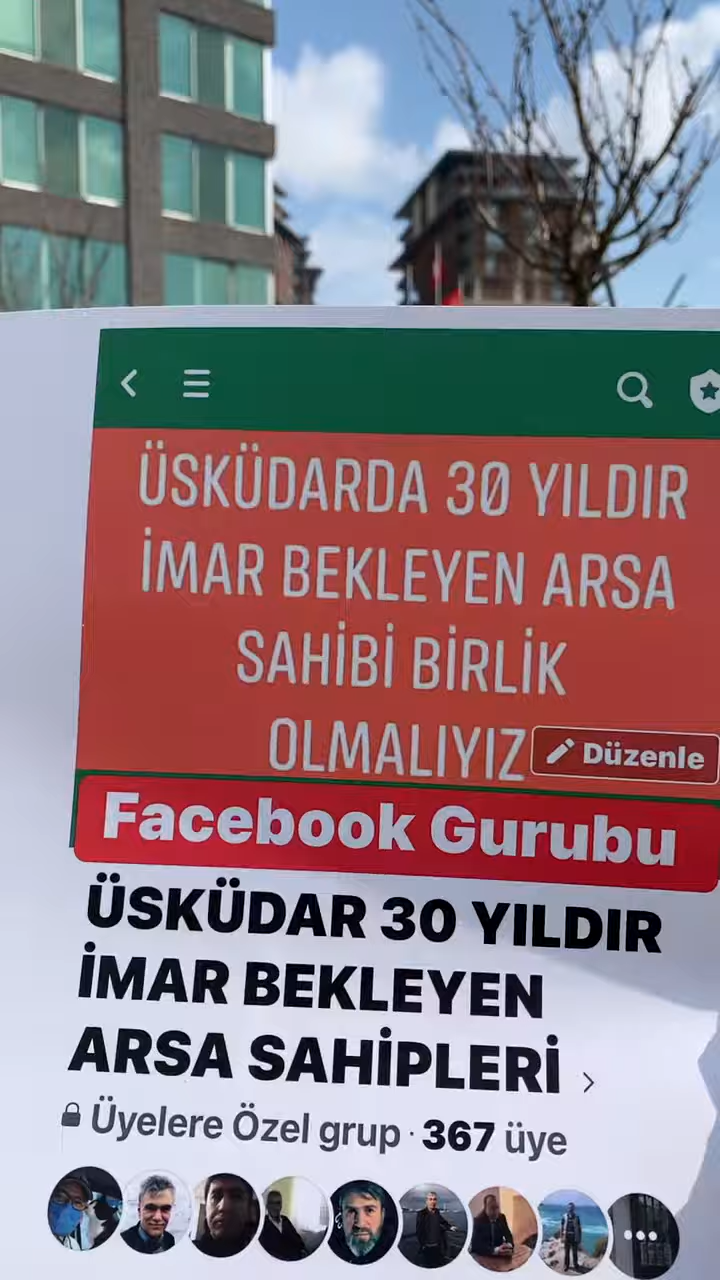 ÜSKÜDARDA 30 YILDIR
İMAR BEKLEYEN ARSA
SAHİBİ BİRLİK
OLMALIYIZ
Düzenle
Facebook Gurubu
ÜSKÜDAR 30 YILDIR
İMAR BEKLEYEN
ARSA SAHİPLERİ
Üyelere Özel grup · 367 üye